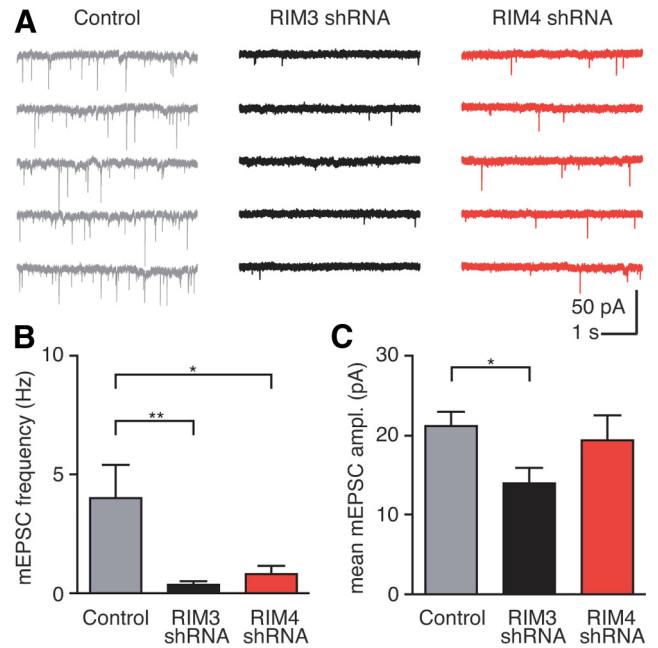 A
Control
RIM3 shRNA
RIM4 shRNA
50 pA
1 s
B
mEPSC frequency (Hz)
10
5
0
*
**
Control
RIM3
shRNA
RIM4
shRNA
C
mean mEPSC ampl. (pA)
30
20
10
0
*
Control
RIM3
shRNA
RIM4
shRNA